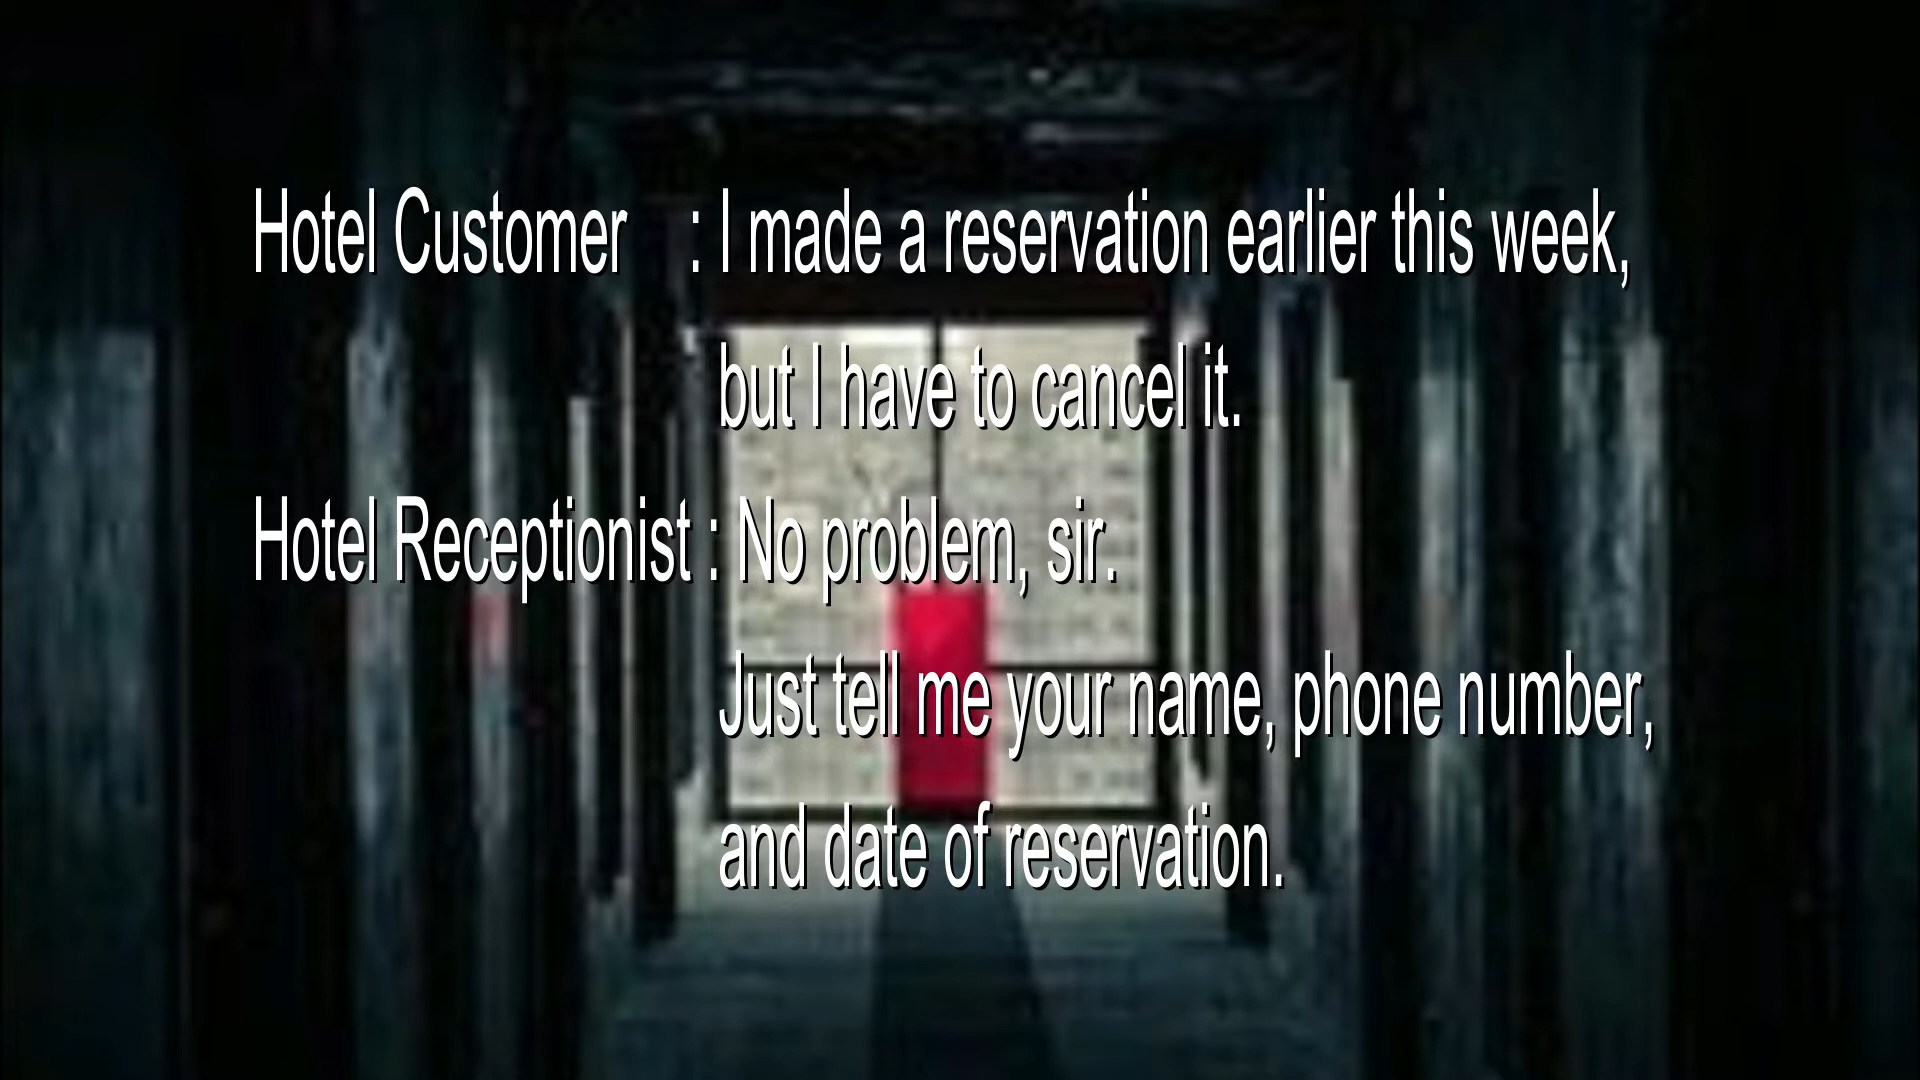 Hotel Customer : I made a reservation earlier this week,
but I have to cancel it.
Hotel Receptionist : No problem, sir.
Just tell me your name, phone number,
and date of reservation.